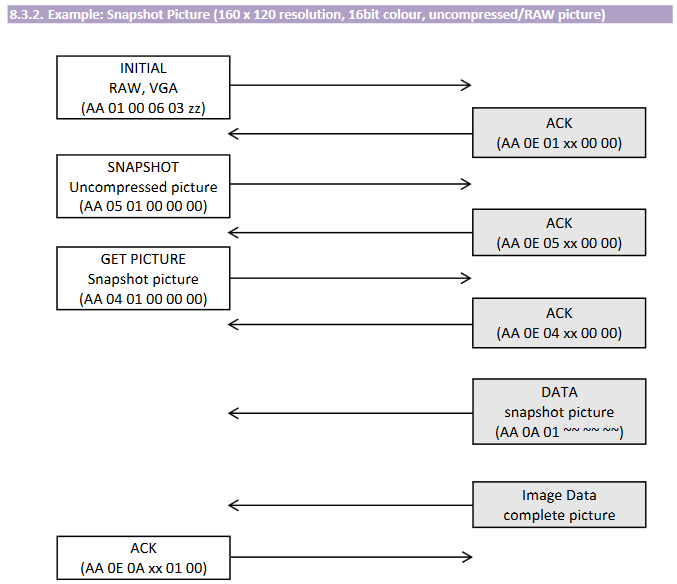 8.3.2. Example: Snapshot Picture (160 x 120 resolution, 16bit colour, uncompressed/RAW picture)
INITIAL
RAW, VGA
(AA 01 00 06 03 zz)
ACK
(AA 0E 01 xx 00 00)
SNAPSHOT
Uncompressed picture
(AA 05 01 00 00 00)
ACK
(AA 0E 05 xx 00 00)
GET PICTURE
Snapshot picture
(AA 04 01 00 00 00)
ACK
(AA 0E 04 xx 00 00)
DATA
snapshot picture
(AA 0A 01 ~~ ~~ ~~)
Image Data
complete picture
ACK
(AA 0E 0A xx 01 00)